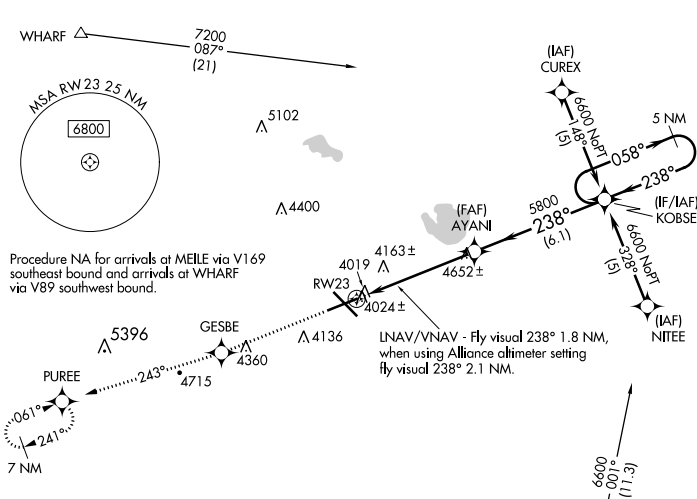 WHARF
7200
087°
(21)
MSA RW 23 25 NM
6800
5102
4400
(IAF)
CUREX
6600 NoPT
148°
(5)
5 NM
058°
238°
(IF/IAF)
KOBSE
5800
238°
(6.1)
(FAF)
AYANI
6600 NoPT
328°
(5)
(IAF)
NITEE
Procedure NA for arrivals at MEILE via V169
southeast bound and arrivals at WHARF
via V89 southwest bound.
4163±
4652±
4019
RW23
4024±
4136
LNAV/VNAV - Fly visual 238° 1.8 NM,
when using Alliance altimeter setting
fly visual 238° 2.1 NM.
5396
GESBE
4360
PUREE
243°
4715
061°
241°
7 NM
6600
001°
(11.3)